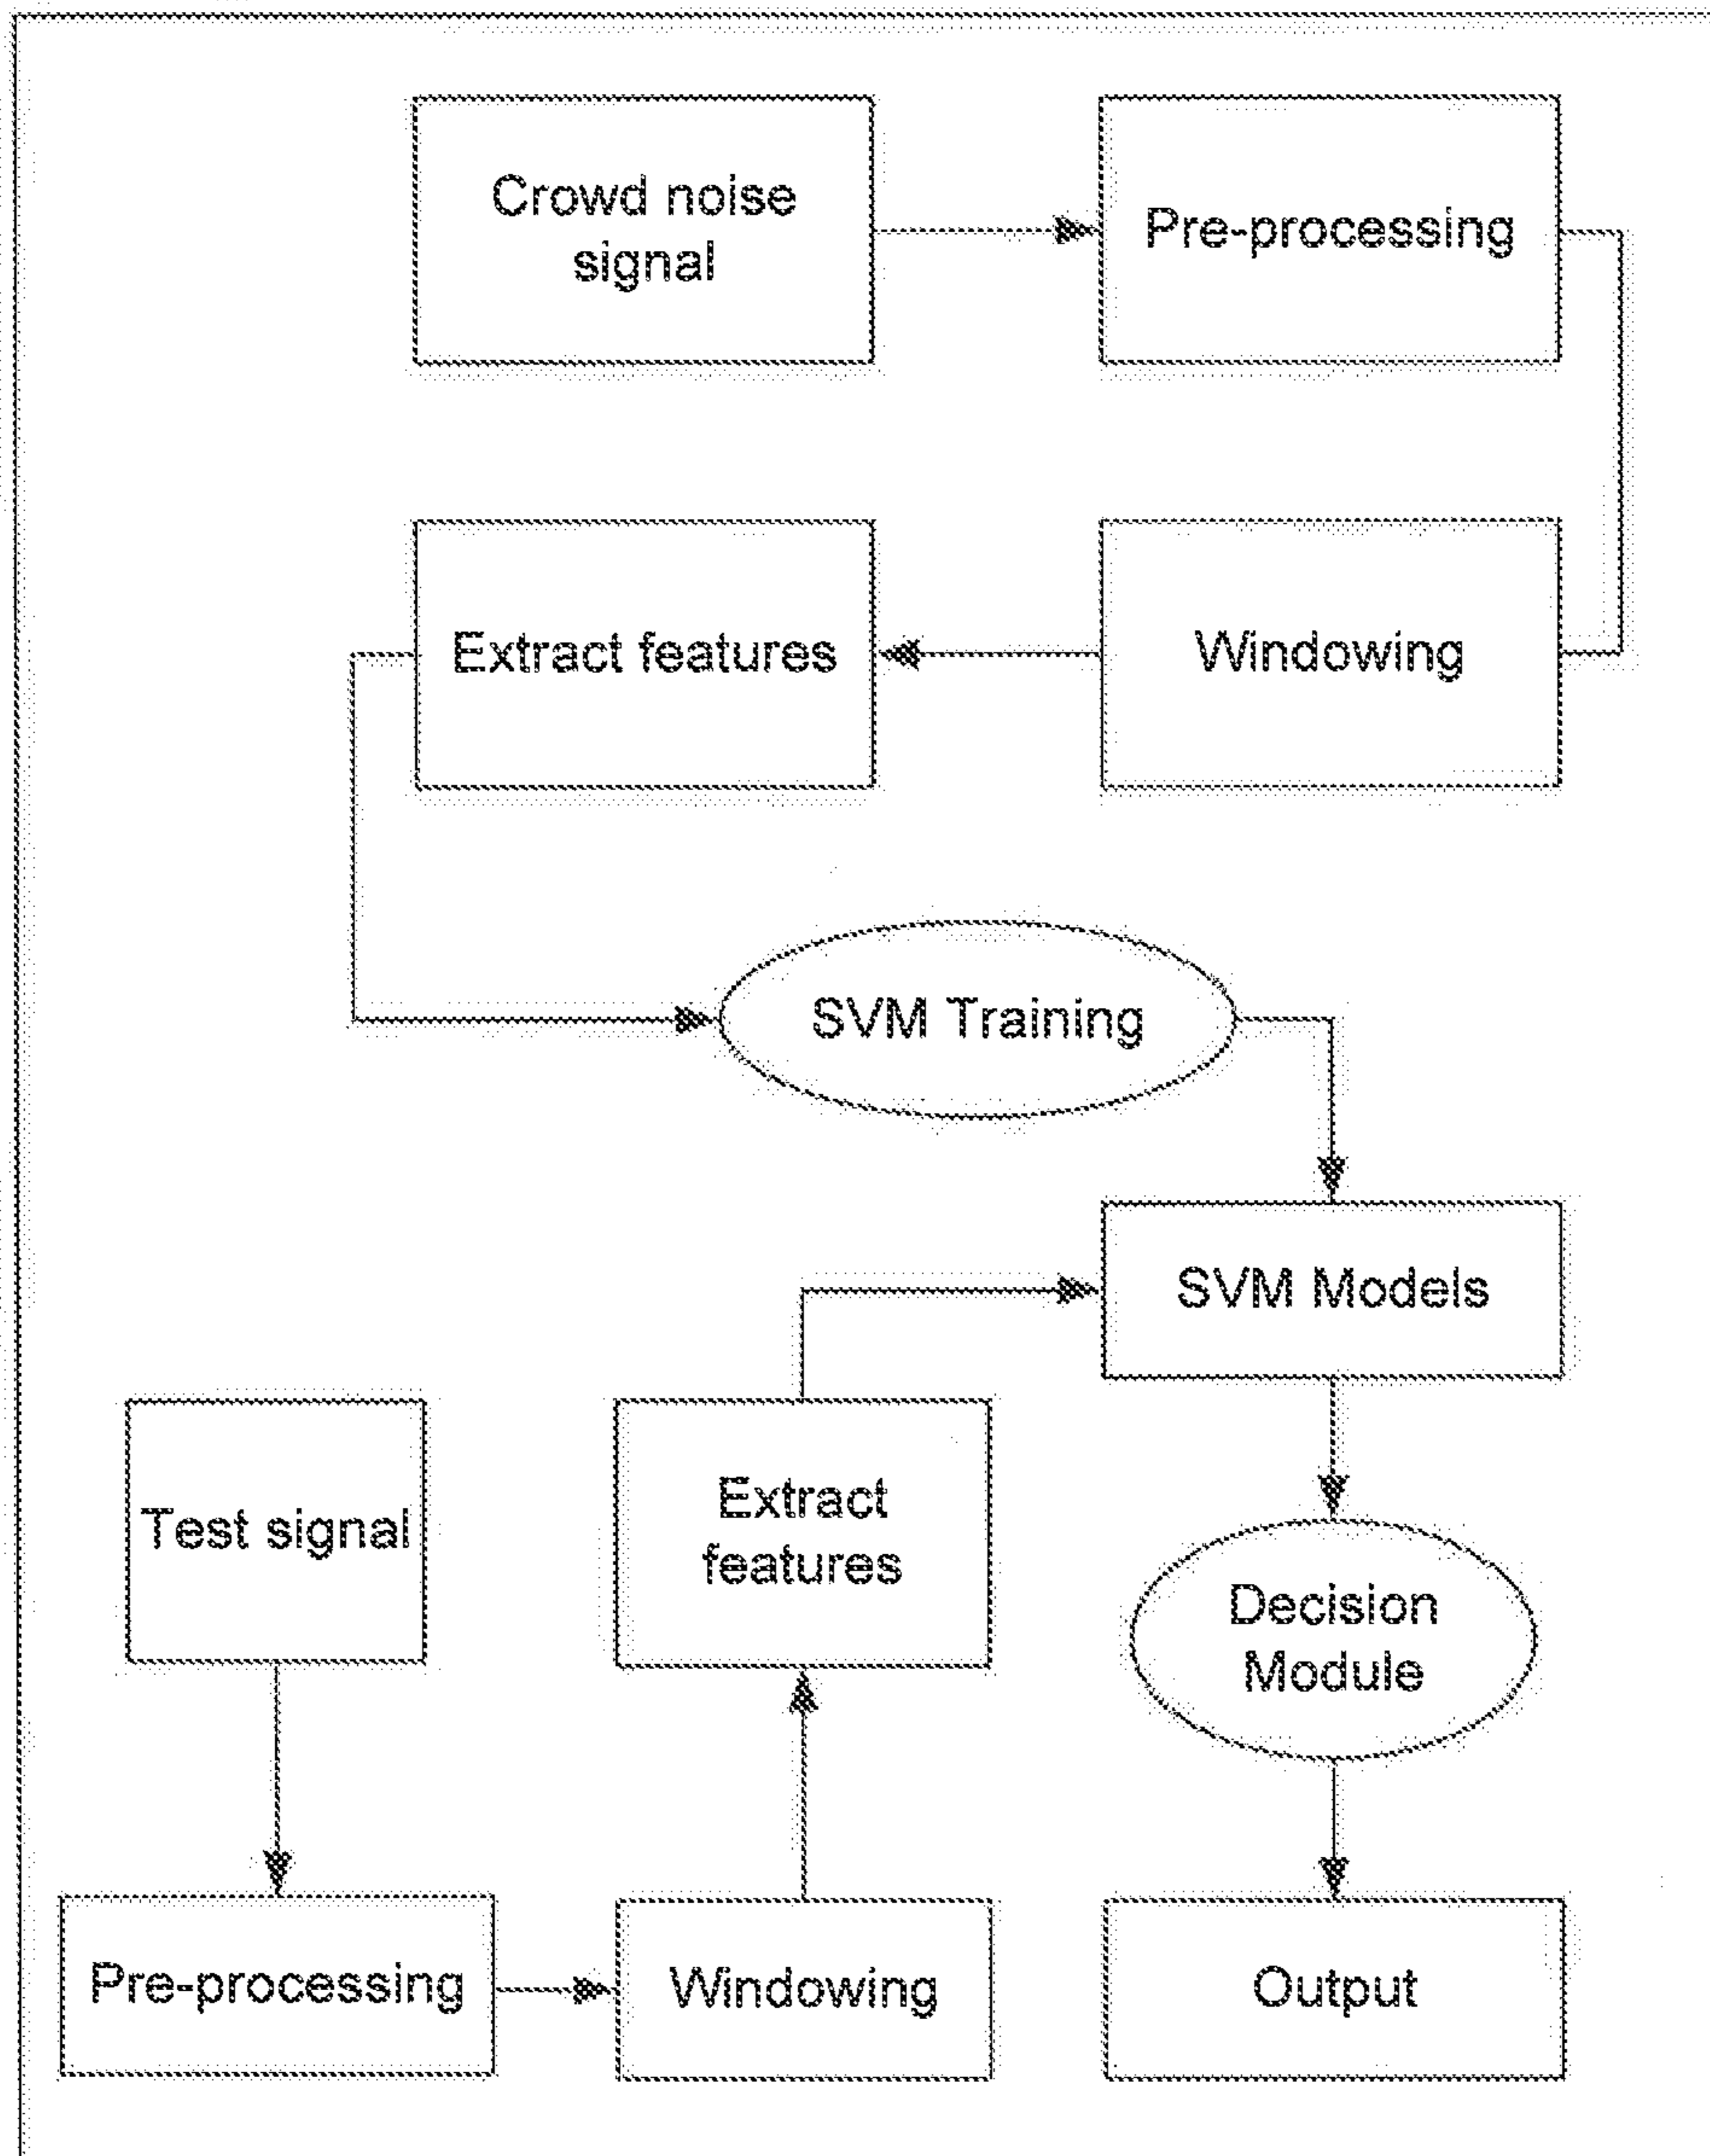 Crowd noise
signal
Pre-processing
Extract features
Windowing
SVM Training
SVM Models
Test signal
Extract
features
Decision
Module
Pre-processing
Windowing
Output